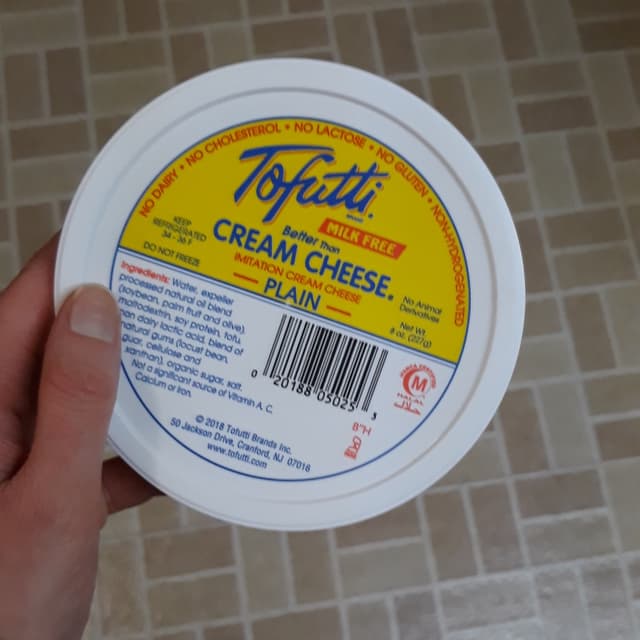 NO DAIRY • NO CHOLESTEROL • NO LACTOSE • NO GLUTEN • NON-HYDROGENATED
Tofutti
BRAND
MILK FREE
Better than
CREAM CHEESE.
IMITATION CREAM CHEESE
PLAIN
KEEP
REFRIGERATED
34 - 36 F
DO NOT FREEZE
No Animal
Derivatives
Net Wt
8 oz. (227g)
Ingredients: Water, expeller
processed natural oil blend
(soybean, palm fruit and olive),
maltodextrin, soy protein, tofu,
non dairy lactic acid, blend of
natural gums (locust bean,
guar, cellulose and
xanthan), organic sugar, salt.
Not a significant source of Vitamin A, C,
Calcium or Iron.
0 20188 05025 3
M
HALAL
© 2018 Tofutti Brands Inc.
50 Jackson Drive, Cranford, NJ 07016
www.tofutti.com